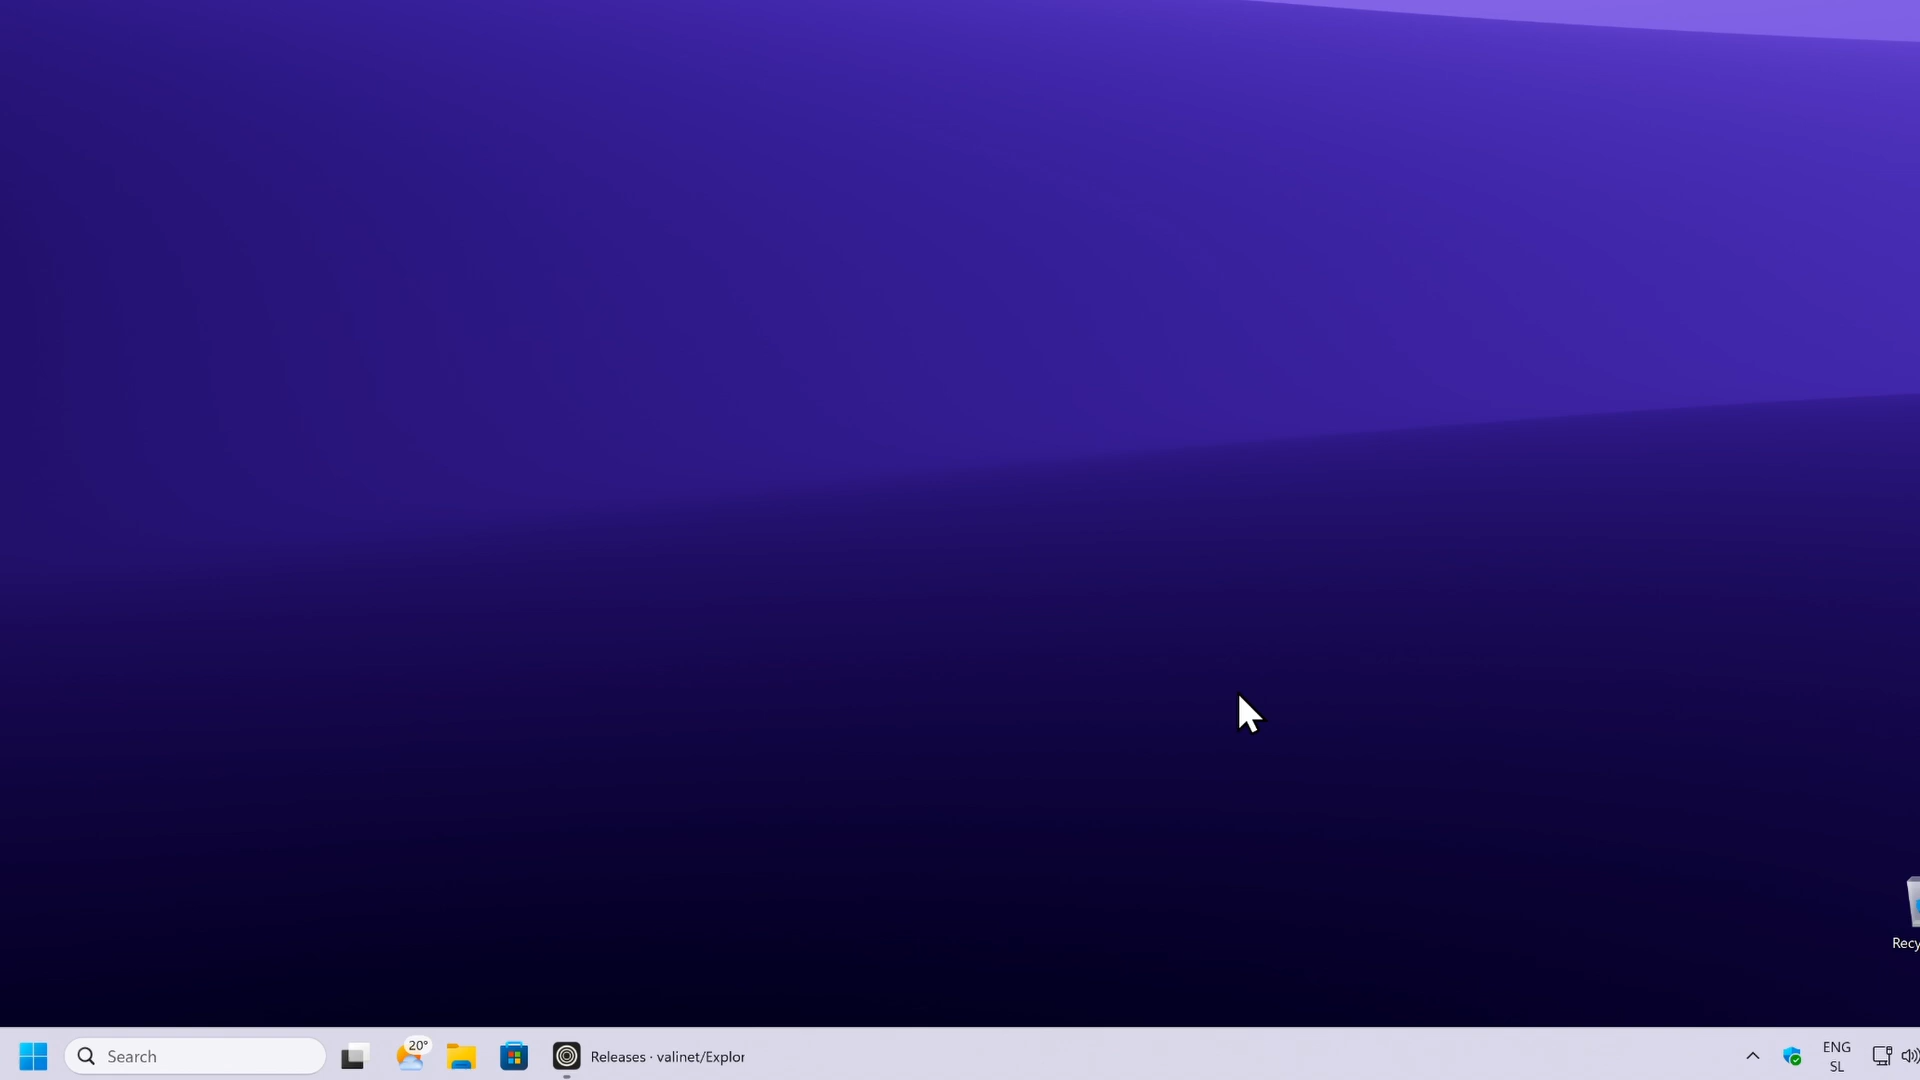 Recy
Search
20°
Releases · valinet/Explor
ENG
SL